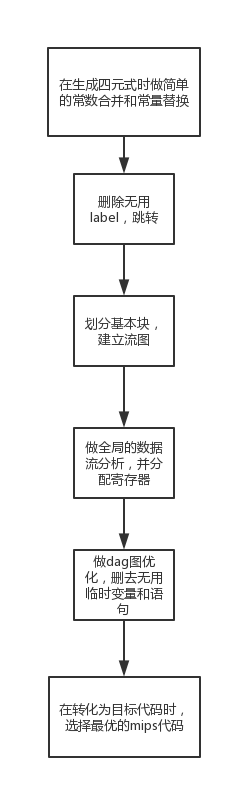 在生成四元式时做简单
的常数合并和常量替换
删除无用
label，跳转
划分基本块，
建立流图
做全局的数据
流分析，并分
配寄存器
做dag图优
化，删去无用
临时变量和语
句
在转化为目标代码时，
选择最优的mips代码